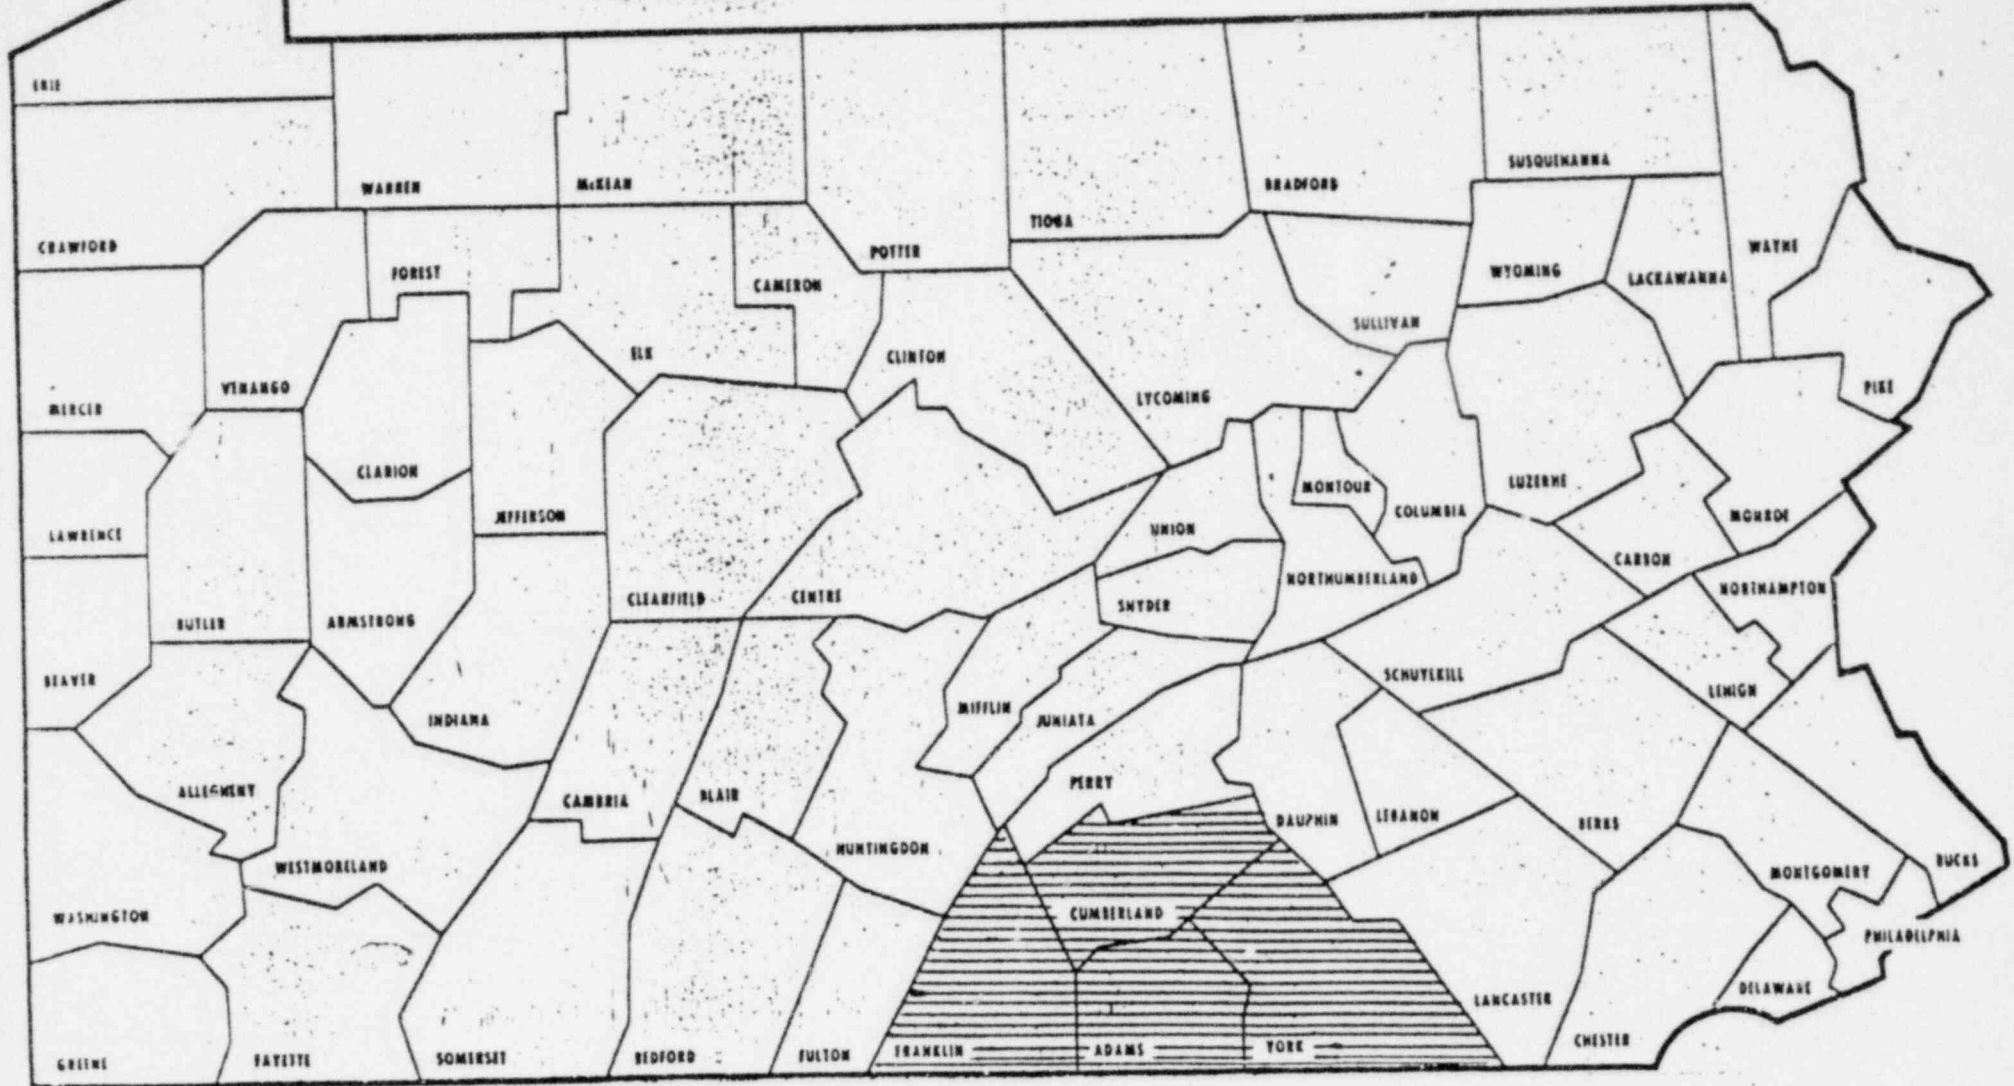 ERIE
WARREN
McKEAN
SUSQUEHANNA
BRADFORD
TIOGA
CRAWFORD
POTTER
WAYNE
FOREST
CAMERON
WYOMING
LACKAWANNA
SULLIVAN
ELK
CLINTON
VENANGO
PIKE
MERCER
LYCOMING
CLARION
LUZERNE
MONTOUR
COLUMBIA
JEFFERSON
MONROE
LAWRENCE
UNION
CARBON
NORTHUMBERLAND
NORTHAMPTON
CLEARFIELD
CENTRE
SNYDER
BUTLER
ARMSTRONG
BEAVER
SCHUYLKILL
LEHIGH
INDIANA
MIFFLIN
JUNIATA
ALLEGHENY
PERRY
CAMBRIA
BLAIR
DAUPHIN
LEBANON
BERKS
HUNTINGDON
WESTMORELAND
MONTGOMERY
BUCKS
WASHINGTON
CUMBERLAND
PHILADELPHIA
DELAWARE
LANCASTER
CHESTER
GREENE
FAYETTE
SOMERSET
BEDFORD
FULTON
FRANKLIN
ADAMS
YORK